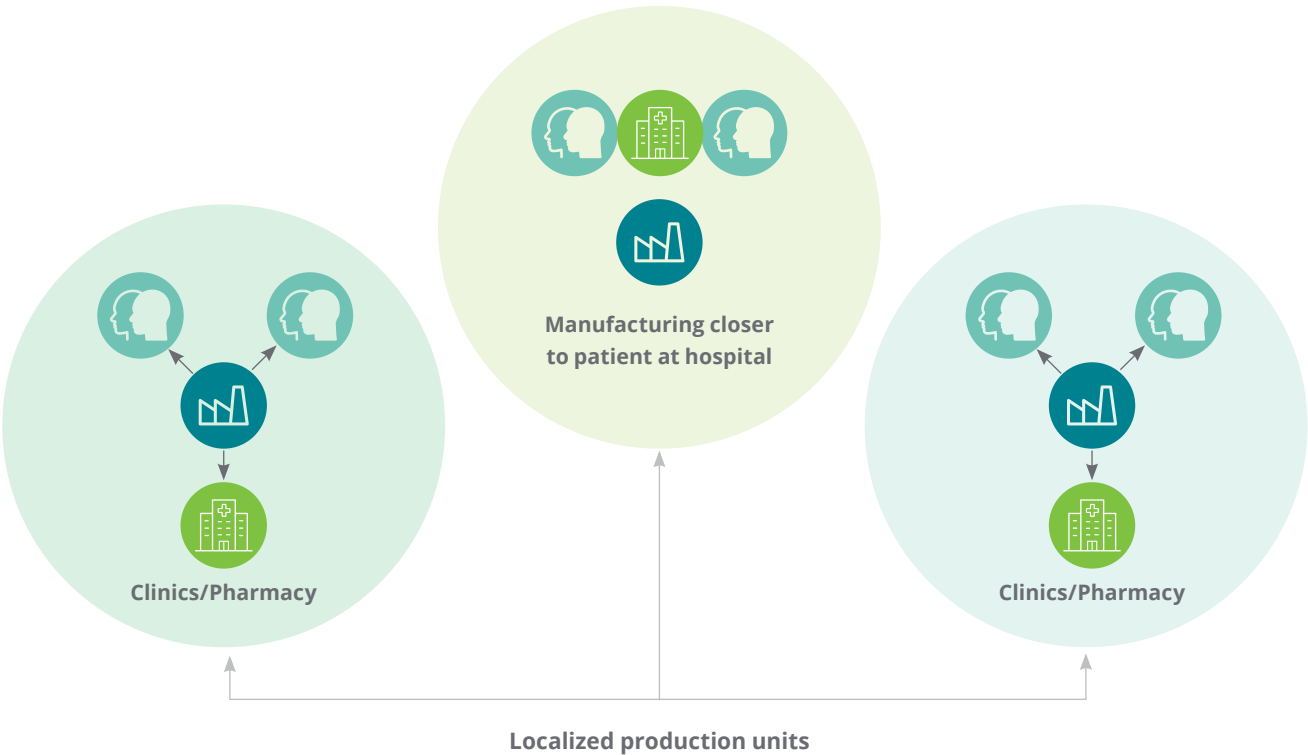 Manufacturing closer
to patient at hospital
Clinics/Pharmacy
Clinics/Pharmacy
Localized production units